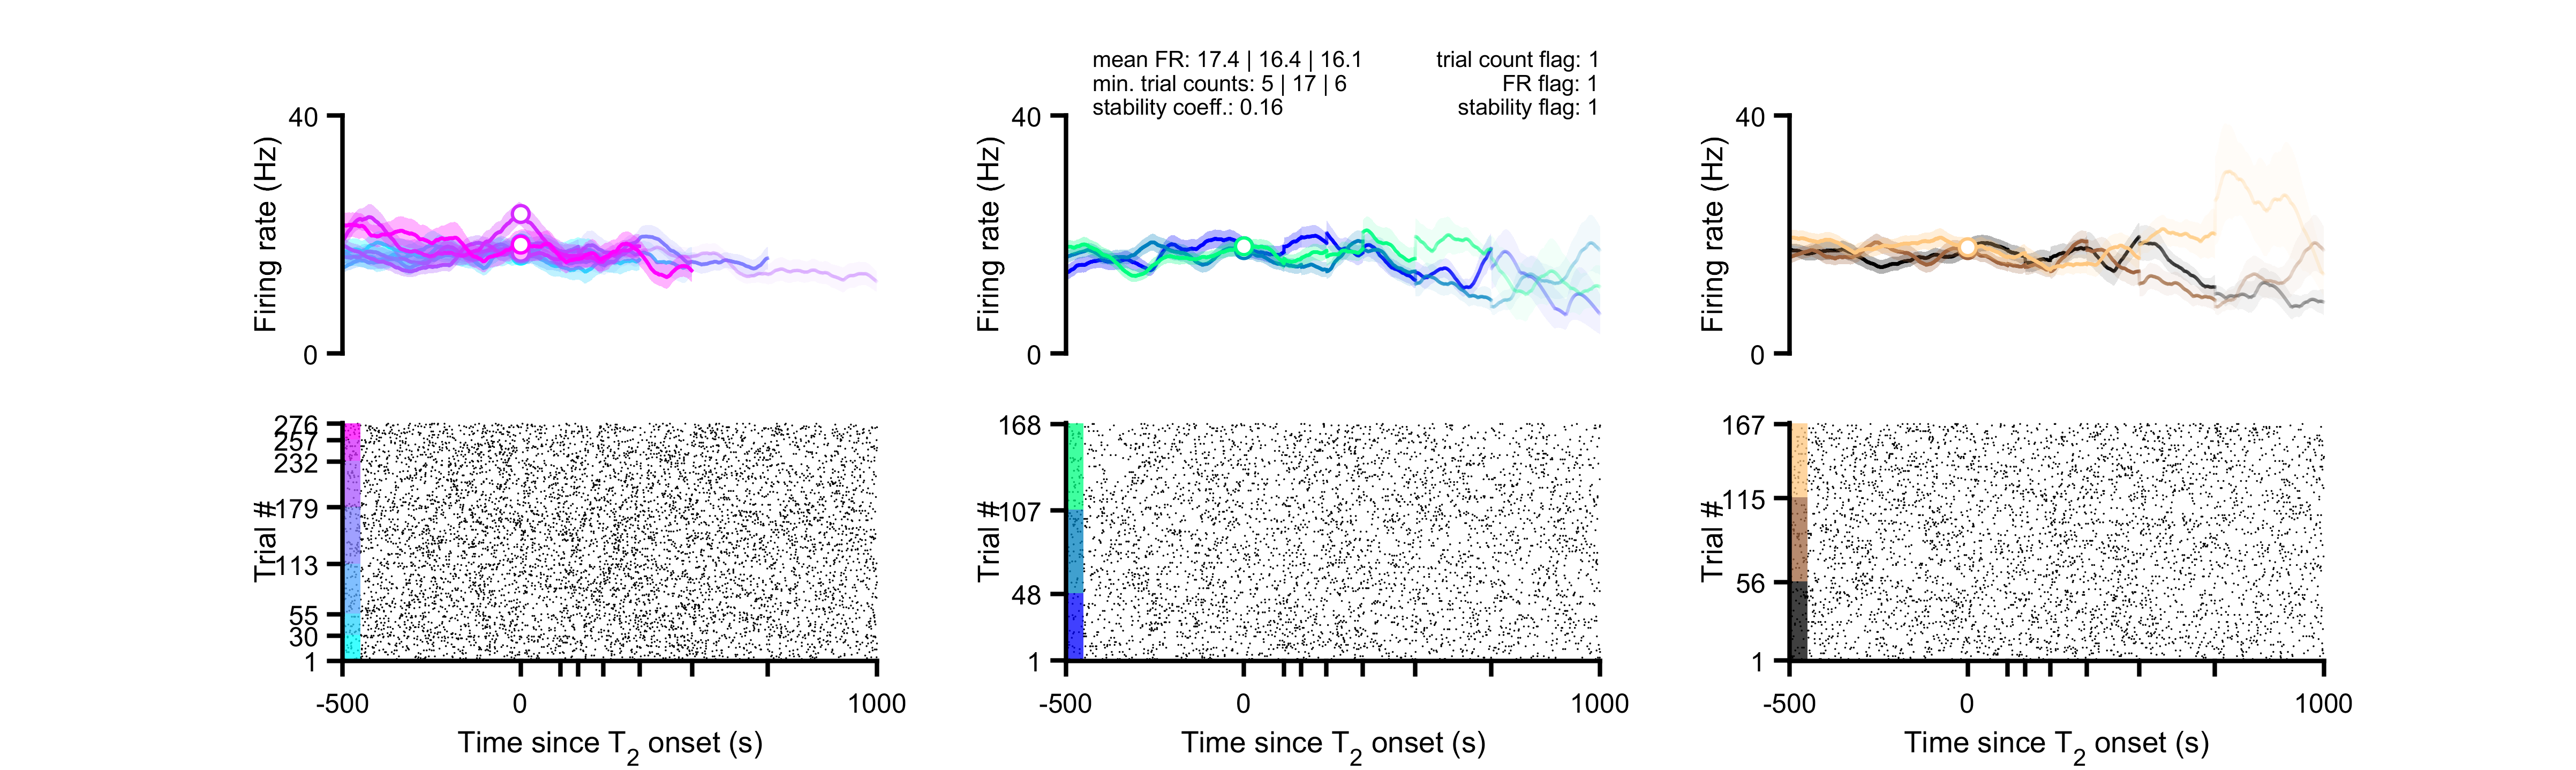 mean FR: 17.4 | 16.4 | 16.1
min. trial counts: 5 | 17 | 6
stability coeff.: 0.16
trial count flag: 1
FR flag: 1
stability flag: 1
40
Firing rate (Hz)
0
40
Firing rate (Hz)
0
40
Firing rate (Hz)
0
276
257
232
179
113
55
30
1
Trial #
-500
0
1000
Time since T2 onset (s)
168
107
48
1
Trial #
-500
0
1000
Time since T2 onset (s)
167
115
56
1
Trial #
-500
0
1000
Time since T2 onset (s)